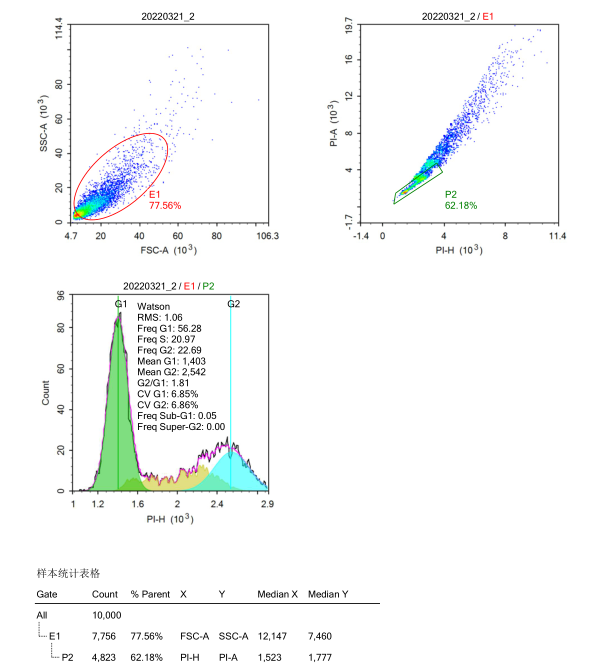 20220321_2
114.4
80
60
40
20
0
SSC-A (10^3)
E1
77.56%
4.7 20 40 60 80 106.3
FSC-A (10^3)
20220321_2 / E1
19.7
16
12
8
4
-1.7
PI-A (10^3)
P2
62.18%
-1.4 0 4 8 11.4
PI-H (10^3)
20220321_2 / E1 / P2
96
80
60
40
20
0
Count
G1
G2
Watson
RMS: 1.06
Freq G1: 56.28
Freq S: 20.97
Freq G2: 22.69
Mean G1: 1,403
Mean G2: 2,542
G2/G1: 1.81
CV G1: 6.85%
CV G2: 6.86%
Freq Sub-G1: 0.05
Freq Super-G2: 0.00
1 1.2 1.6 2 2.4 2.9
PI-H (10^3)
样本统计表格
Gate Count % Parent X Y Median X Median Y
All 10,000
E1 7,756 77.56% FSC-A SSC-A 12,147 7,460
P2 4,823 62.18% PI-H PI-A 1,523 1,777